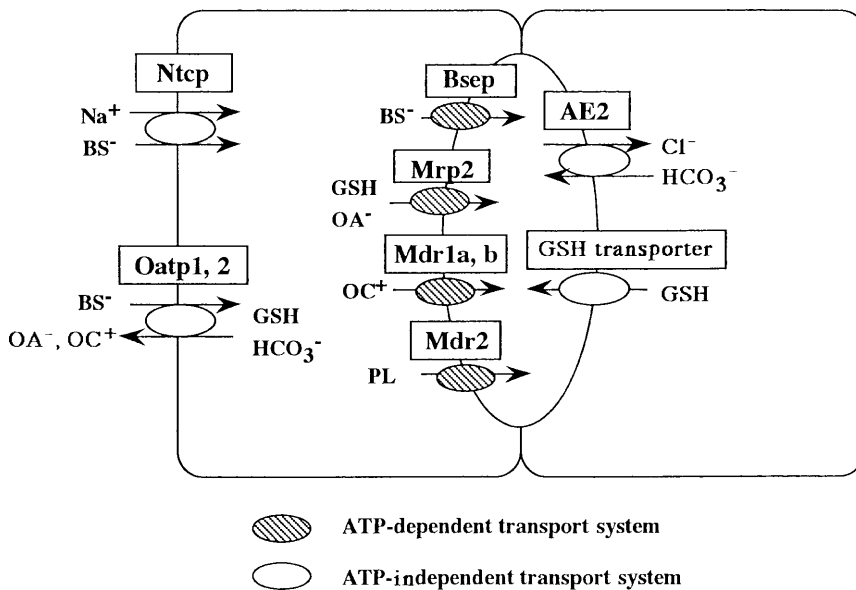 Ntcp
Na+
BS-
Oatp1, 2
BS-
OA-, OC+
GSH
HCO3-
Bsep
BS-
Mrp2
GSH
OA-
Mdr1a, b
OC+
Mdr2
PL
AE2
Cl-
HCO3-
GSH transporter
GSH
ATP-dependent transport system
ATP-independent transport system